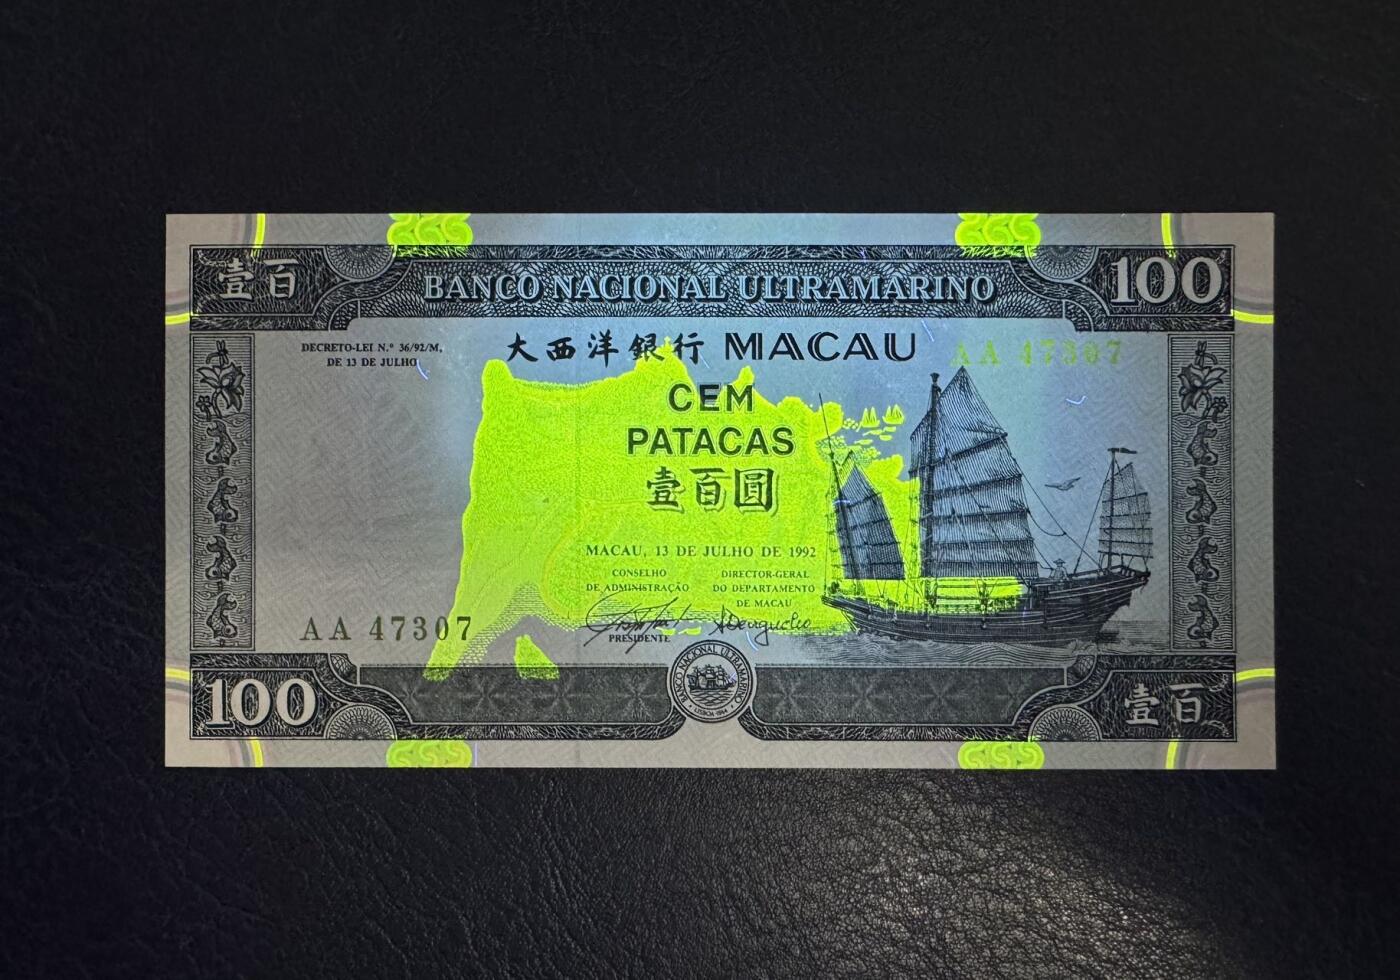 壹百
BANCO NACIONAL ULTRAMARINO
100
DECRETO-LEI N.º 36/92/M,
DE 13 DE JULHO
大西洋銀行 MACAU
AA 47307
CEM
PATACAS
壹百圓
MACAU, 13 DE JULHO DE 1992
CONSELHO
DE ADMINISTRAÇÃO
DIRECTOR-GERAL
DO DEPARTAMENTO
DE MACAU
AA 47307
PRESIDENTE
BANCO NACIONAL ULTRAMARINO
LISBOA 1864
100
壹百